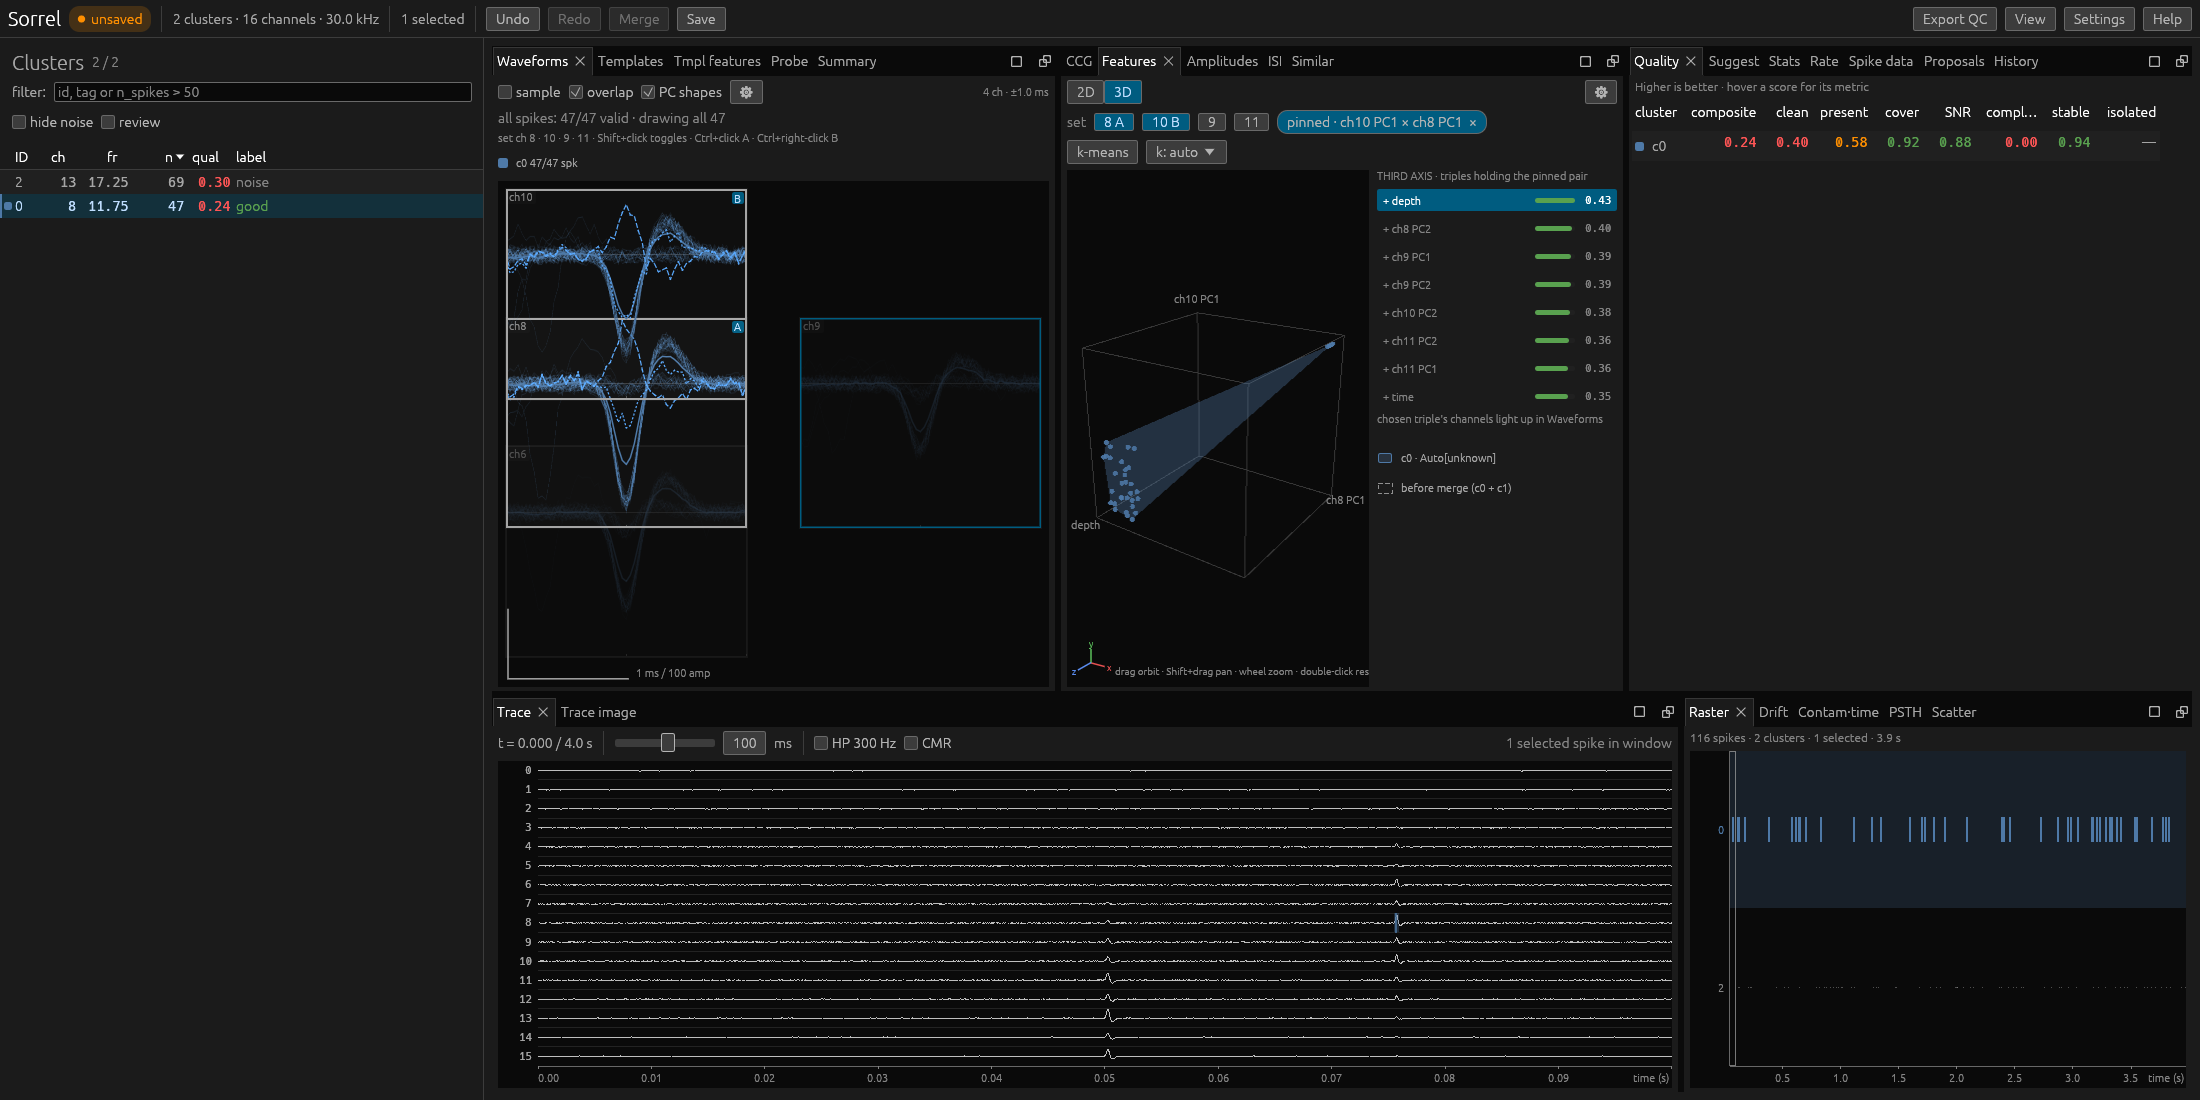 Sorrel unsaved 2 clusters · 16 channels · 30.0 kHz 1 selected Undo Redo Merge Save Export QC View Settings Help
Clusters 2 / 2
filter: id, tag or n_spikes > 50
hide noise review
ID ch fr n qual label
2 13 17.25 69 0.30 noise
0 8 11.75 47 0.24 good
Waveforms Templates Tmpl features Probe Summary
sample overlap PC shapes 4 ch · ±1.0 ms
all spikes: 47/47 valid · drawing all 47
set ch 8 · 10 · 9 · 11 · Shift+click toggles · Ctrl+click A · Ctrl+right-click B
c0 47/47 spk
ch10 B
ch8 A
ch9
ch6
1 ms / 100 amp
CCG Features Amplitudes ISI Similar
2D 3D
set 8 A 10 B 9 11 pinned · ch10 PC1 × ch8 PC1 ×
k-means k: auto
THIRD AXIS · triples holding the pinned pair
+ depth 0.43
+ ch8 PC2 0.40
+ ch9 PC1 0.39
+ ch9 PC2 0.39
+ ch10 PC2 0.38
+ ch11 PC2 0.36
+ ch11 PC1 0.36
+ time 0.35
chosen triple's channels light up in Waveforms
c0 · Auto[unknown]
before merge (c0 + c1)
ch10 PC1
ch8 PC1
depth
y
z x drag orbit · Shift+drag pan · wheel zoom · double-click res
Quality Suggest Stats Rate Spike data Proposals History
Higher is better · hover a score for its metric
cluster composite clean present cover SNR compl... stable isolated
c0 0.24 0.40 0.58 0.92 0.88 0.00 0.94 —
Trace Trace image
t = 0.000 / 4.0 s 100 ms HP 300 Hz CMR 1 selected spike in window
0
1
2
3
4
5
6
7
8
9
10
11
12
13
14
15
0.00 0.01 0.02 0.03 0.04 0.05 0.06 0.07 0.08 0.09 time (s)
Raster Drift Contam·time PSTH Scatter
116 spikes · 2 clusters · 1 selected · 3.9 s
0
2
0.5 1.0 1.5 2.0 2.5 3.0 3.5 time (s)